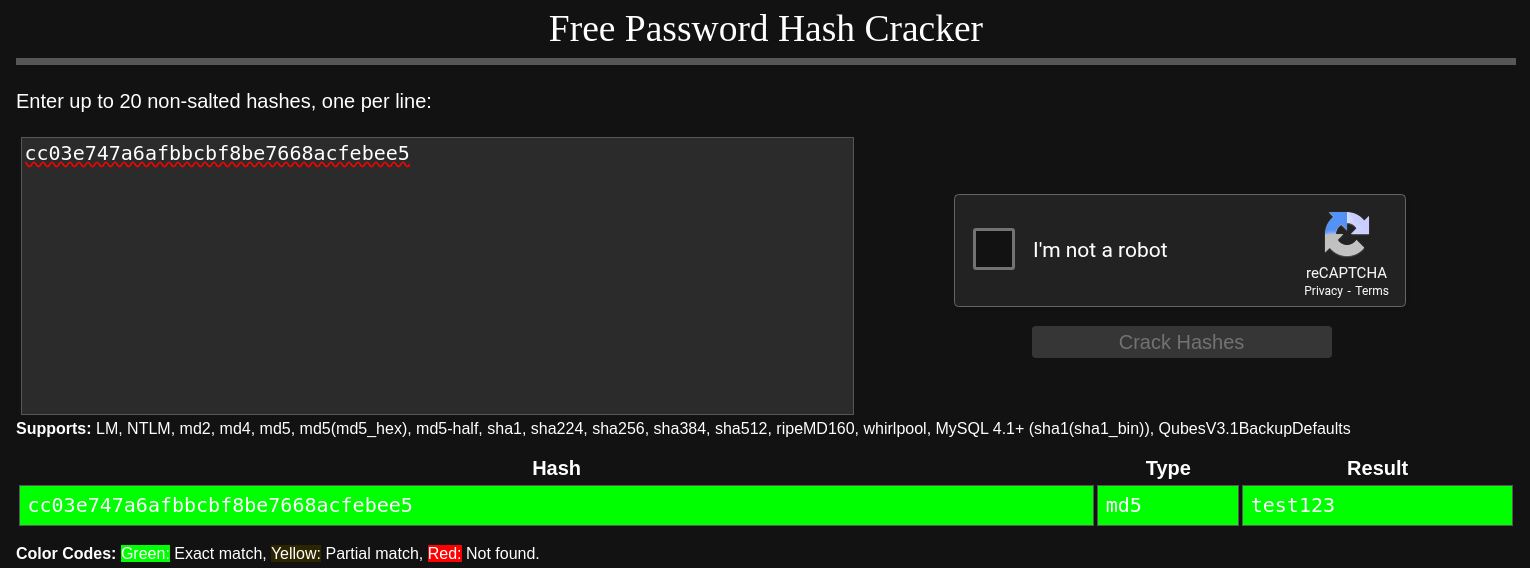 Free Password Hash Cracker
Enter up to 20 non-salted hashes, one per line:
cc03e747a6afbbcbf8be7668acfebee5
I'm not a robot
reCAPTCHA
Privacy - Terms
Crack Hashes
Supports: LM, NTLM, md2, md4, md5, md5(md5_hex), md5-half, sha1, sha224, sha256, sha384, sha512, ripeMD160, whirlpool, MySQL 4.1+ (sha1(sha1_bin)), QubesV3.1BackupDefaults
Hash Type Result
cc03e747a6afbbcbf8be7668acfebee5 md5 test123
Color Codes: Green: Exact match, Yellow: Partial match, Red: Not found.